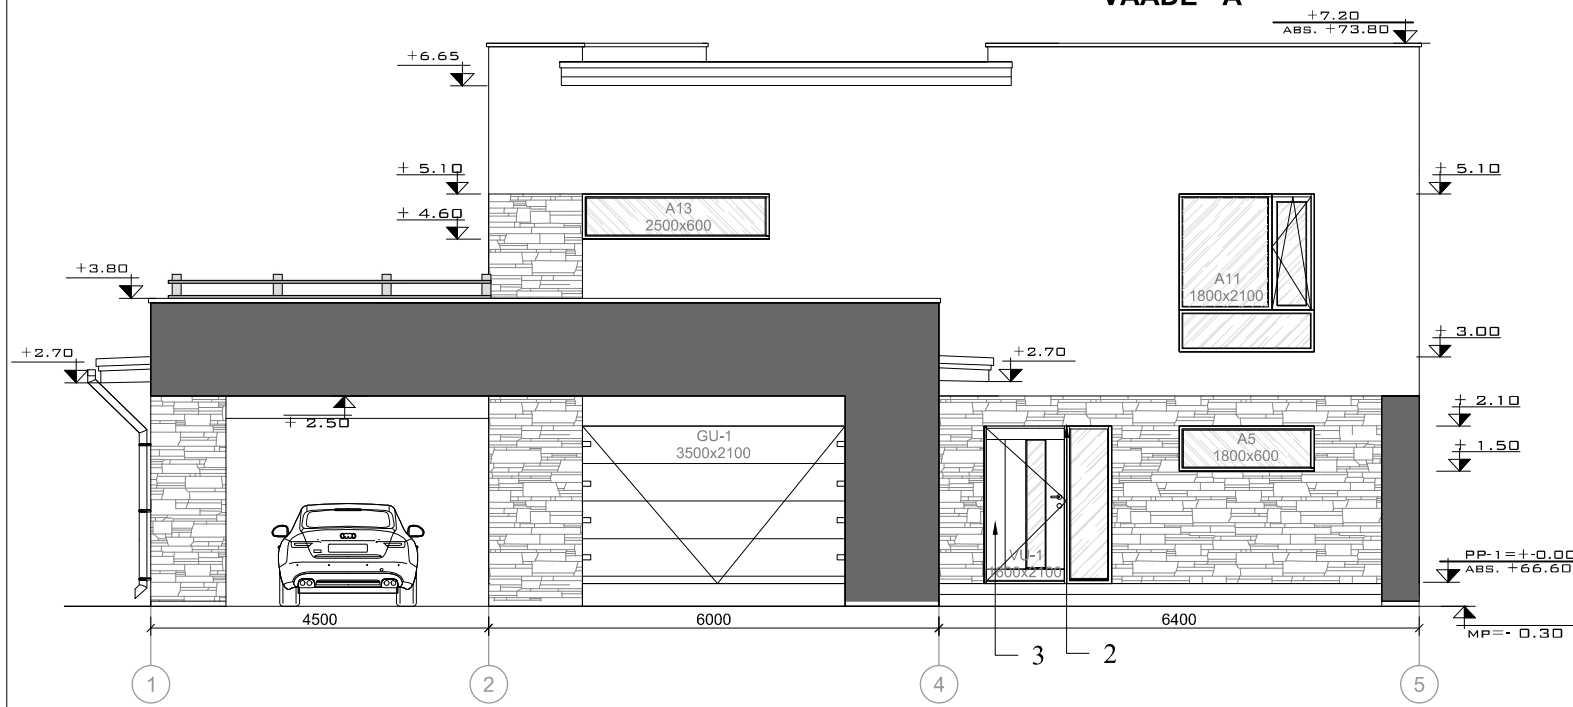 VAADE "A"
+7.20
ABS. +73.80
+6.65
+ 5.10
+ 5.10
A13
2500x600
+ 4.60
+3.80
A11
1800x2100
+ 3.00
+2.70
+2.70
+ 2.10
+ 2.50
GU-1
3500x2100
A5
1800x600
+ 1.50
VU-1
1600x2100
PP-1=+-0.00
ABS. +66.60
4500
6000
6400
MP=- 0.30
3
2
1
2
4
5